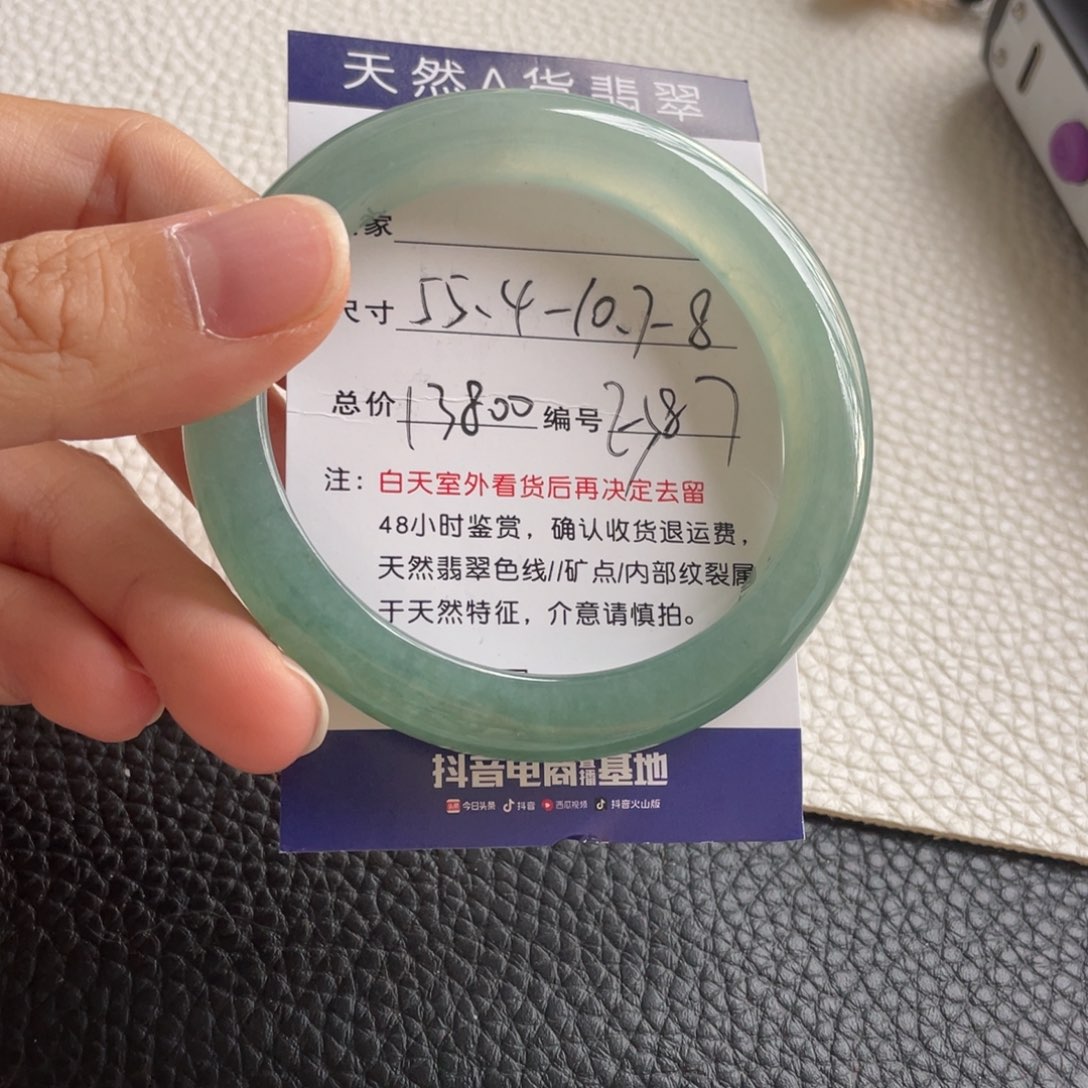 天然A货翡翠
家
尺寸 55.4-10.7-8
总价 13800 编号
注：白天室外看货后再决定去留
48小时鉴赏，确认收货退运费，
天然翡翠色线//矿点/内部纹裂属
于天然特征，介意请慎拍。
抖音电商直播基地
今日头条 抖音 西瓜视频 抖音火山版